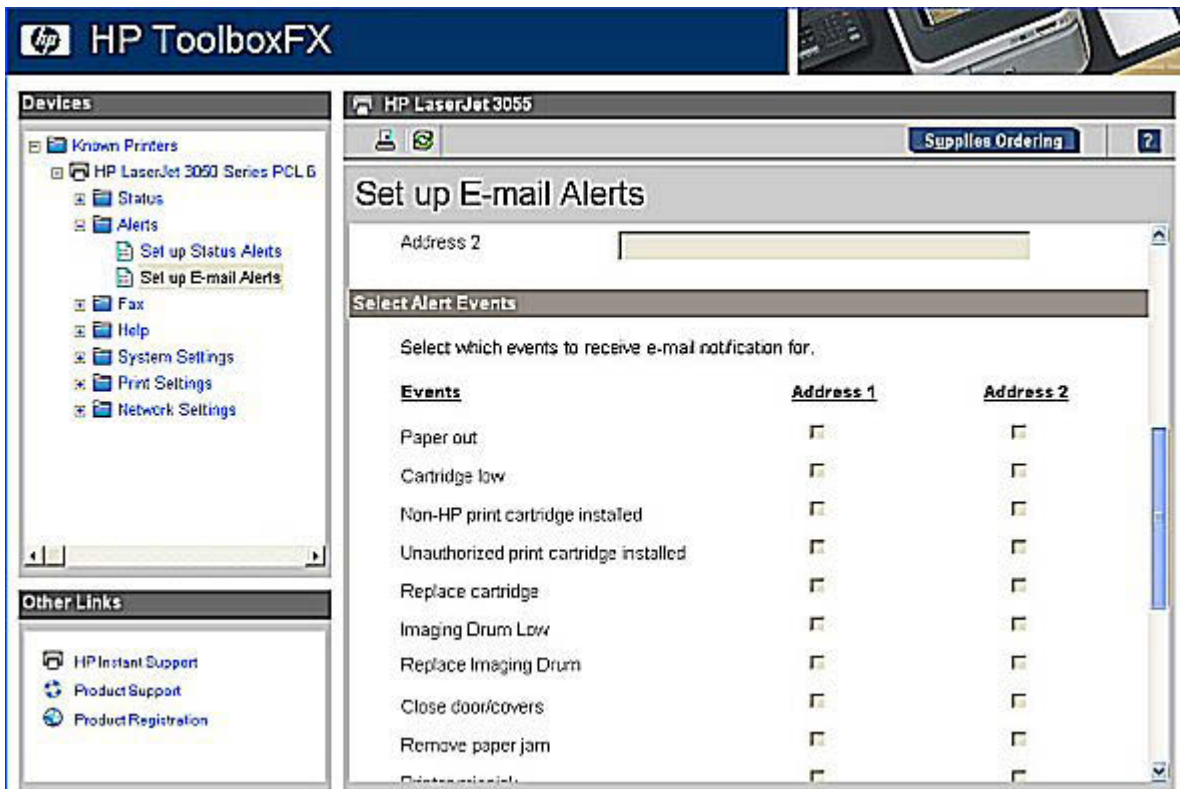 hp HP ToolboxFX
Devices
Known Printers
HP LaserJet 3050 Series PCL 6
Status
Alerts
Set up Status Alerts
Set up E-mail Alerts
Fax
Help
System Settings
Print Settings
Network Settings
Other Links
HP Instant Support
Product Support
Product Registration
HP LaserJet 3055
Supplies Ordering ?
Set up E-mail Alerts
Address 2
Select Alert Events
Select which events to receive e-mail notification for.
Events Address 1 Address 2
Paper out
Cartridge low
Non-HP print cartridge installed
Unauthorized print cartridge installed
Replace cartridge
Imaging Drum Low
Replace Imaging Drum
Close door/covers
Remove paper jam